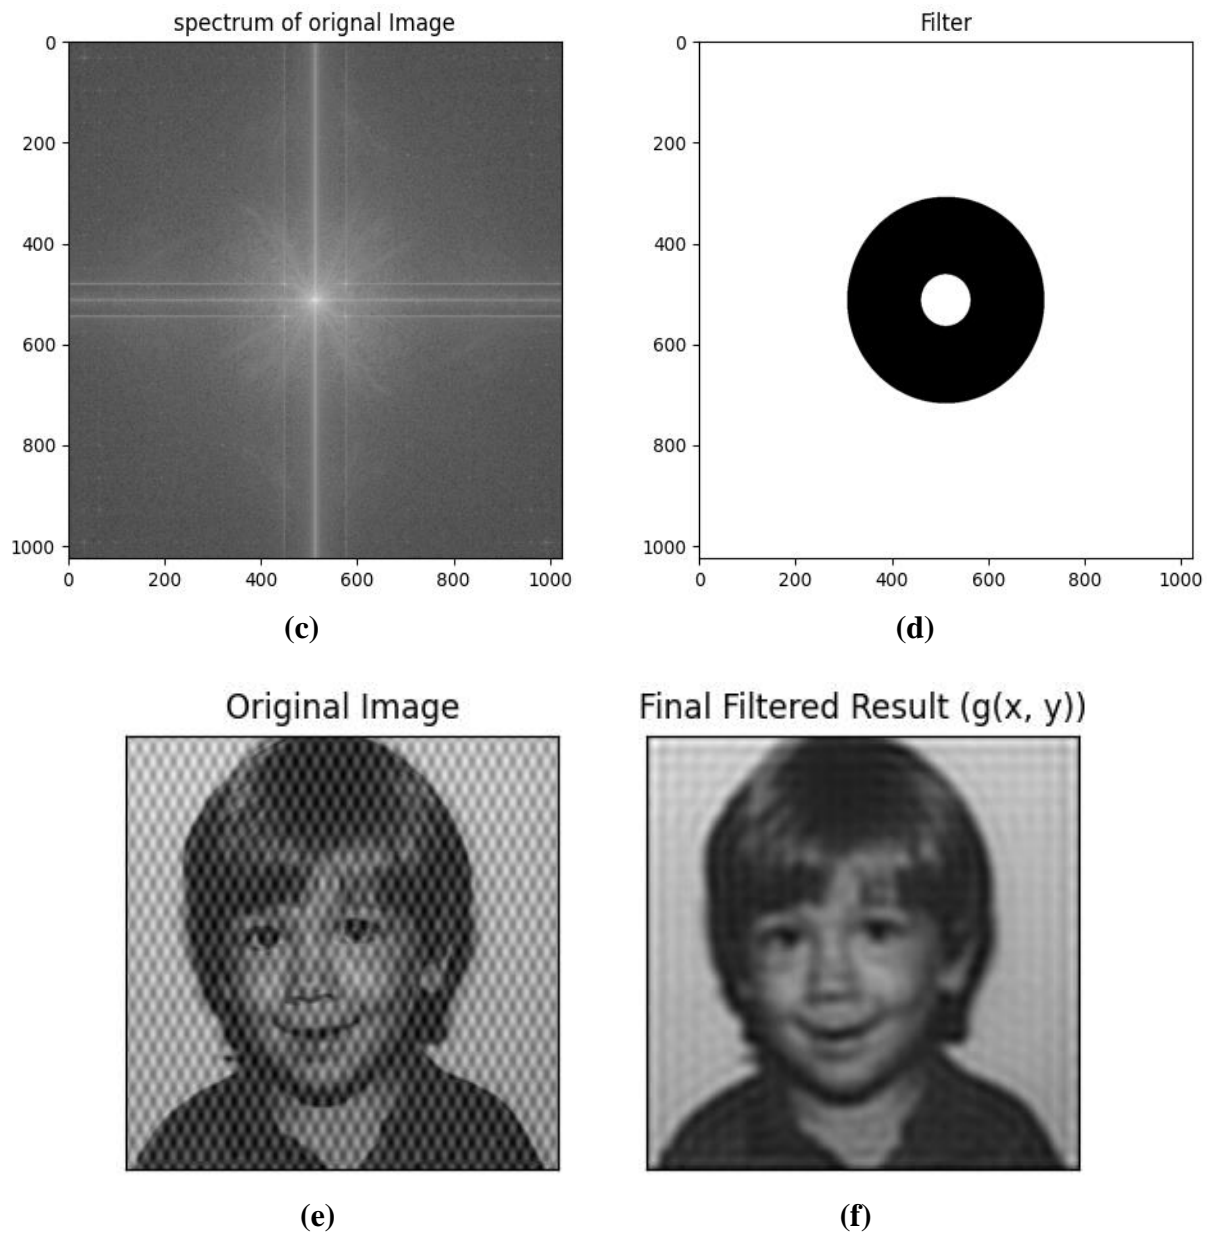 spectrum of orignal Image
0
200
400
600
800
1000
0 200 400 600 800 1000
(c)
Filter
0
200
400
600
800
1000
0 200 400 600 800 1000
(d)
Original Image
(e)
Final Filtered Result (g(x, y))
(f)